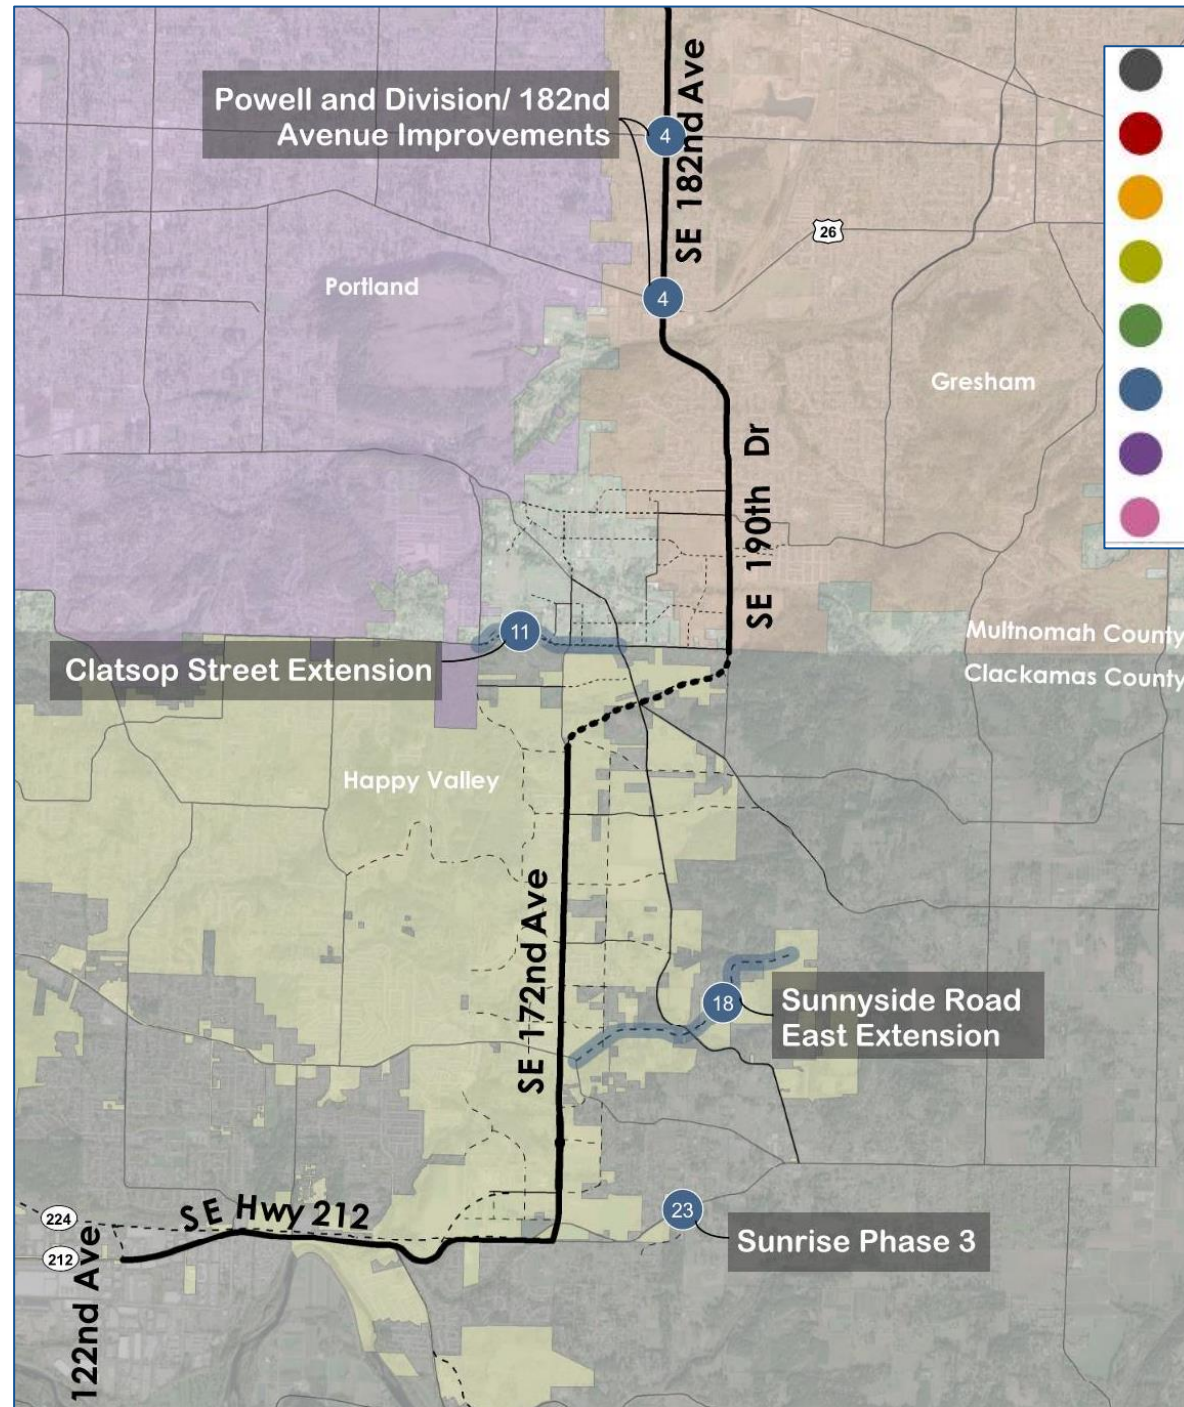 SE 182nd Ave
Powell and Division/ 182nd
Avenue Improvements
4
26
Portland
4
Gresham
SE 190th Dr
11
Multnomah County
Clatsop Street Extension
Clackamas County
Happy Valley
SE 172nd Ave
18
Sunnyside Road
East Extension
SE Hwy 212
224
23
212
Sunrise Phase 3
122nd Ave